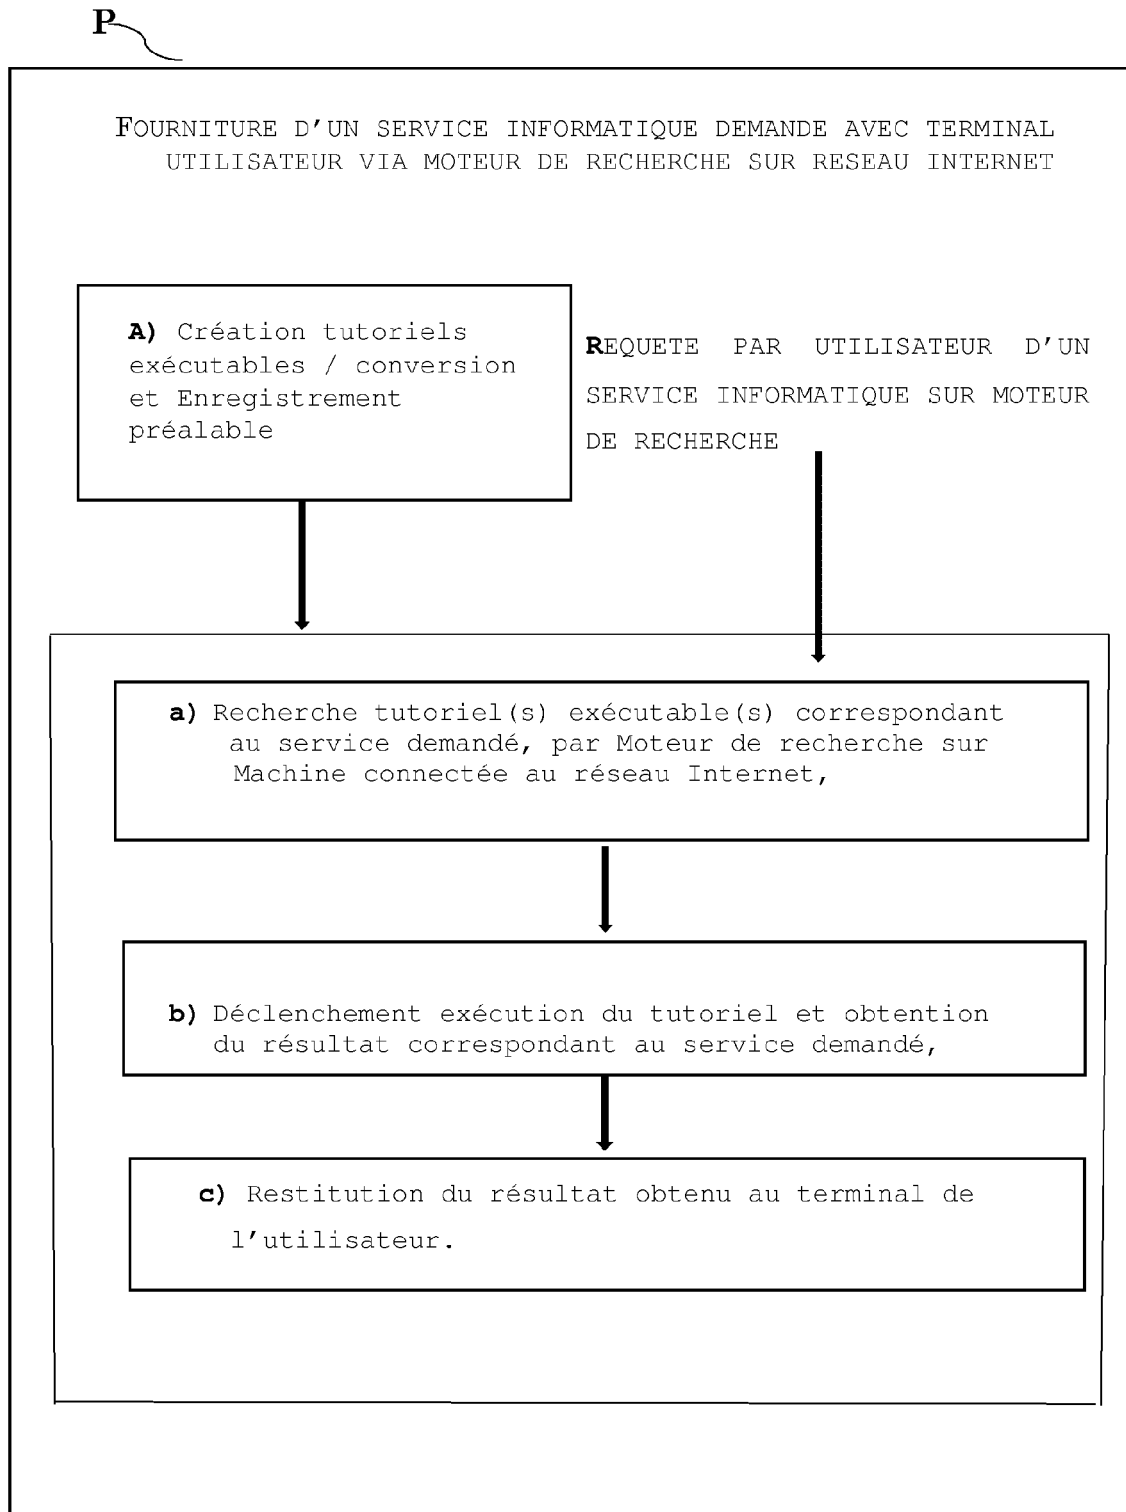 P
FOURNITURE D'UN SERVICE INFORMATIQUE DEMANDE AVEC TERMINAL
UTILISATEUR VIA MOTEUR DE RECHERCHE SUR RESEAU INTERNET
A) Création tutoriels
exécutables / conversion
et Enregistrement
préalable
REQUETE PAR UTILISATEUR D'UN
SERVICE INFORMATIQUE SUR MOTEUR
DE RECHERCHE
a) Recherche tutoriel(s) exécutable(s) correspondant
au service demandé, par Moteur de recherche sur
Machine connectée au réseau Internet,
b) Déclenchement exécution du tutoriel et obtention
du résultat correspondant au service demandé,
c) Restitution du résultat obtenu au terminal de
l'utilisateur.